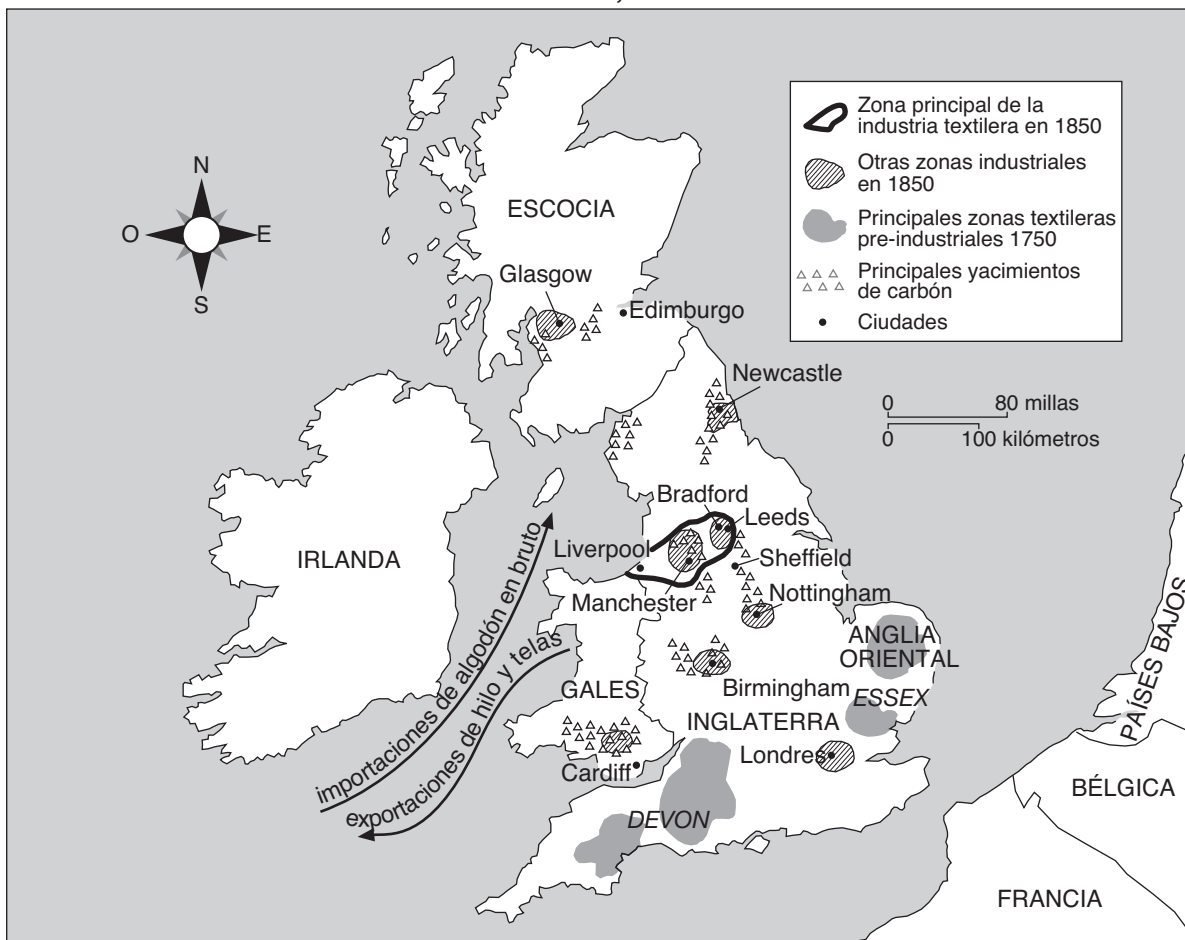 Zona principal de la
industria textilera en 1850
Otras zonas industriales
en 1850
Principales zonas textileras
pre-industriales 1750
Principales yacimientos
de carbón
Ciudades
N
O
E
S
ESCOCIA
Glasgow
Edimburgo
Newcastle
0 80 millas
0 100 kilómetros
Bradford
Leeds
IRLANDA
Liverpool
Sheffield
Manchester
Nottingham
importaciones de algodón en bruto
exportaciones de hilo y telas
ANGLIA
ORIENTAL
GALES
Birmingham
ESSEX
INGLATERRA
Londres
Cardiff
DEVON
PAÍSES BAJOS
BÉLGICA
FRANCIA